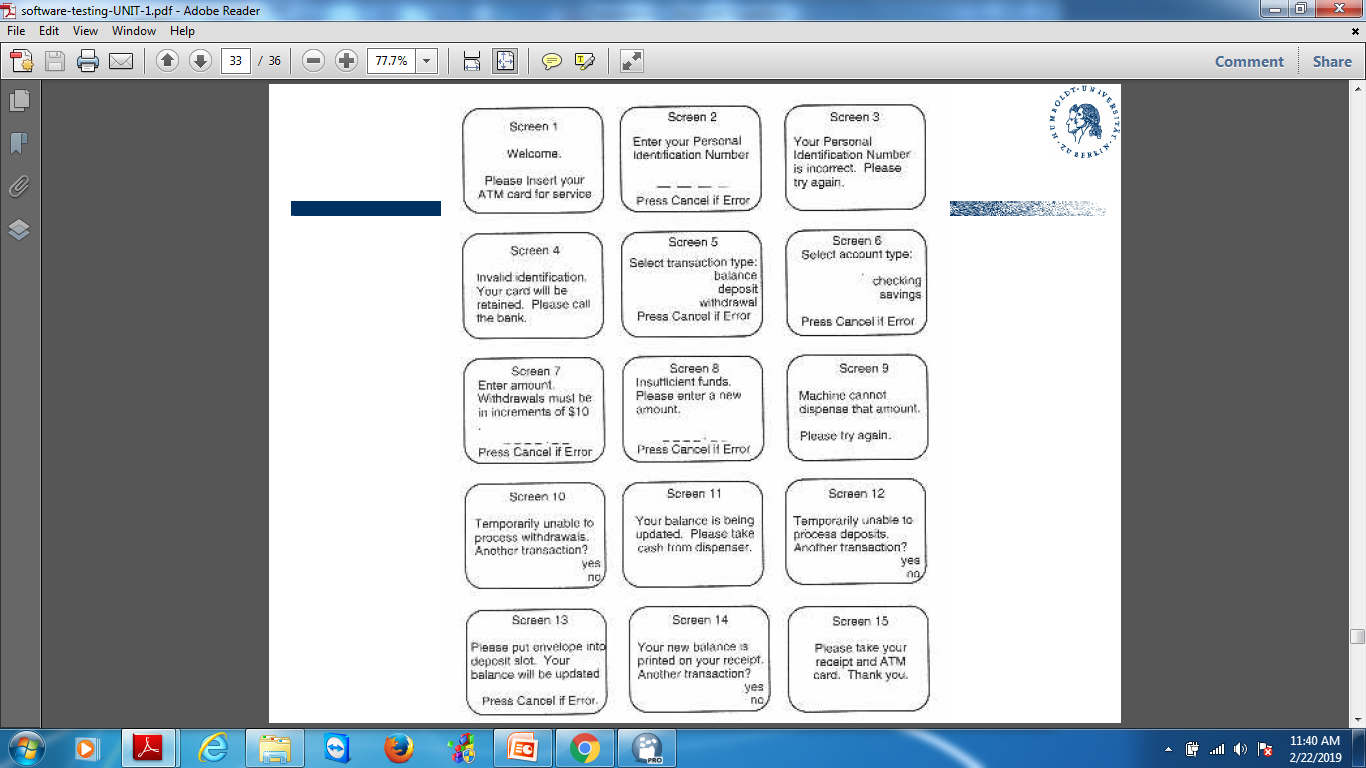 software-testing-UNIT-1.pdf - Adobe Reader
File Edit View Window Help
33 / 36 77.7% Comment Share
HUMBOLDT-UNIVERSITÄT ZU BERLIN
Screen 1
Welcome.
Please Insert your
ATM card for service
Screen 2
Enter your Personal
Identification Number
Press Cancel if Error
Screen 3
Your Personal
Identification Number
is incorrect. Please
try again.
Screen 4
Invalid identification.
Your card will be
retained. Please call
the bank.
Screen 5
Select transaction type:
balance
deposit
withdrawal
Press Cancel if Error
Screen 6
Select account type:
checking
savings
Press Cancel if Error
Screen 7
Enter amount.
Withdrawals must be
in increments of $10
Press Cancel if Error
Screen 8
Insufficient funds.
Please enter a new
amount.
Press Cancel if Error
Screen 9
Machine cannot
dispense that amount.
Please try again.
Screen 10
Temporarily unable to
process withdrawals.
Another transaction?
yes
no
Screen 11
Your balance is being
updated. Please take
cash from dispenser.
Screen 12
Temporarily unable to
process deposits.
Another transaction?
yes
no
Screen 13
Please put envelope into
deposit slot. Your
balance will be updated
Press Cancel if Error.
Screen 14
Your new balance is
printed on your receipt.
Another transaction?
yes
no
Screen 15
Please take your
receipt and ATM
card. Thank you.
PRO
11:40 AM
2/22/2019